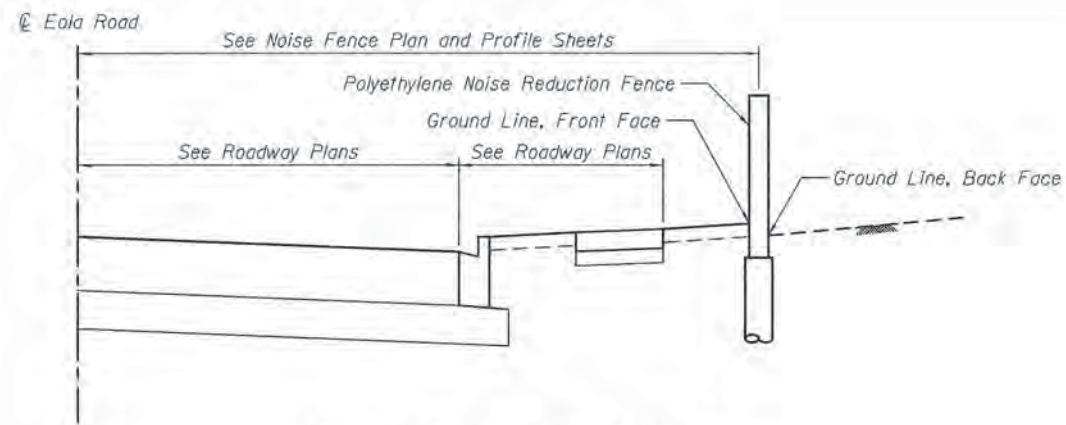 ℄ Eola Road
See Noise Fence Plan and Profile Sheets
Polyethylene Noise Reduction Fence
Ground Line, Front Face
See Roadway Plans
See Roadway Plans
Ground Line, Back Face